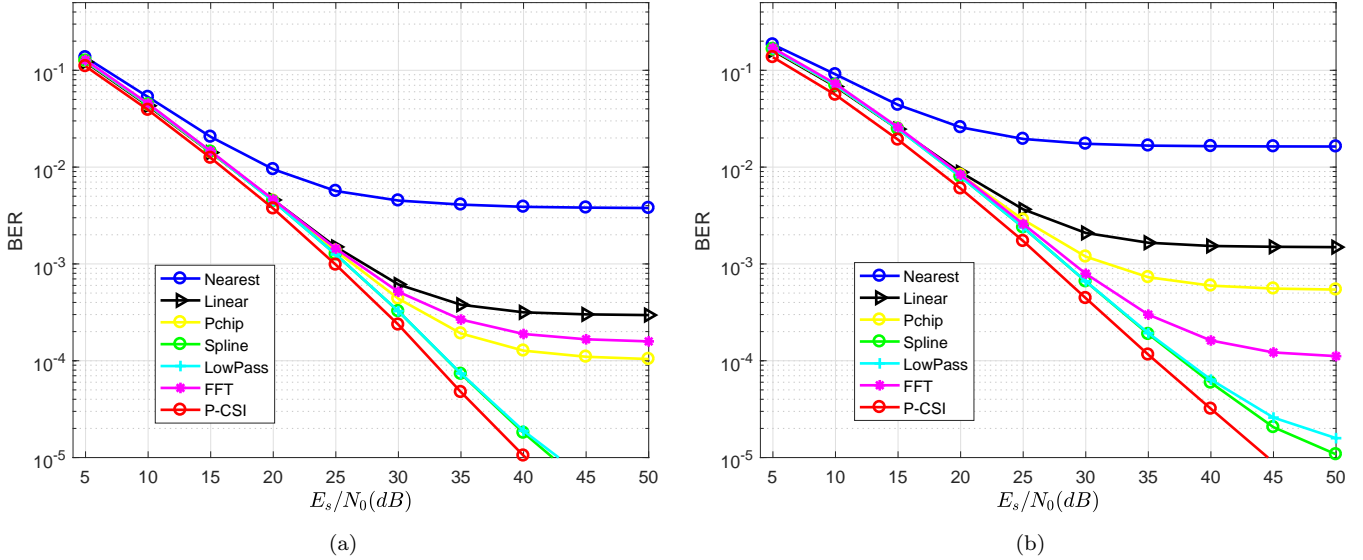 BER
10^{-1}
10^{-2}
10^{-3}
10^{-4}
10^{-5}
Nearest
Linear
Pchip
Spline
LowPass
FFT
P-CSI
5 10 15 20 25 30 35 40 45 50
E_s/N_0(dB)
(a)
BER
10^{-1}
10^{-2}
10^{-3}
10^{-4}
10^{-5}
Nearest
Linear
Pchip
Spline
LowPass
FFT
P-CSI
5 10 15 20 25 30 35 40 45 50
E_s/N_0(dB)
(b)